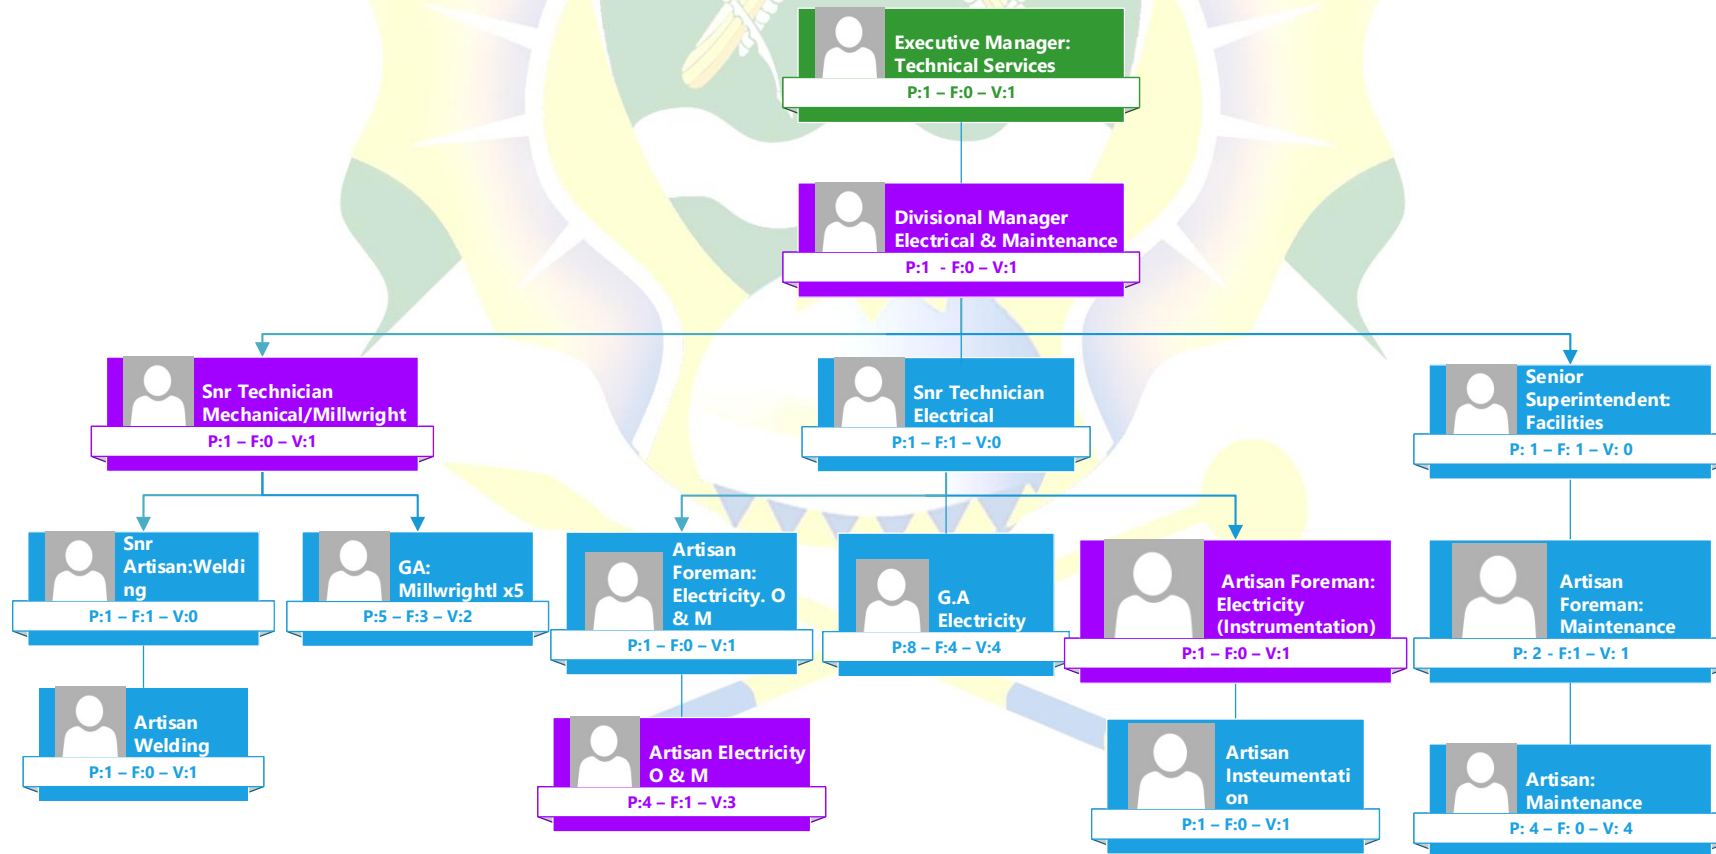 Executive Manager:
Technical Services
P:1 – F:0 – V:1
Divisional Manager
Electrical & Maintenance
P:1  - F:0 – V:1
Snr Technician
Mechanical/Millwright
P:1 – F:0 – V:1
Snr Technician
Electrical
P:1 – F:1 – V:0
Senior
Superintendent:
Facilities
P: 1 – F: 1 – V: 0
Snr
Artisan:Weldi
ng
P:1 – F:1 – V:0
GA:
Millwrightl x5
P:5 – F:3 – V:2
Artisan
Foreman:
Electricity. O
& M
P:1 – F:0 – V:1
G.A
Electricity
P:8 – F:4 – V:4
Artisan Foreman:
Electricity
(Instrumentation)
P:1 – F:0 – V:1
Artisan
Foreman:
Maintenance
P: 2 - F:1 – V: 1
Artisan
Welding
P:1 – F:0 – V:1
Artisan Electricity
O & M
P:4 – F:1 – V:3
Artisan
Insteumentati
on
P:1 – F:0 – V:1
Artisan:
Maintenance
P: 4 – F: 0 – V: 4